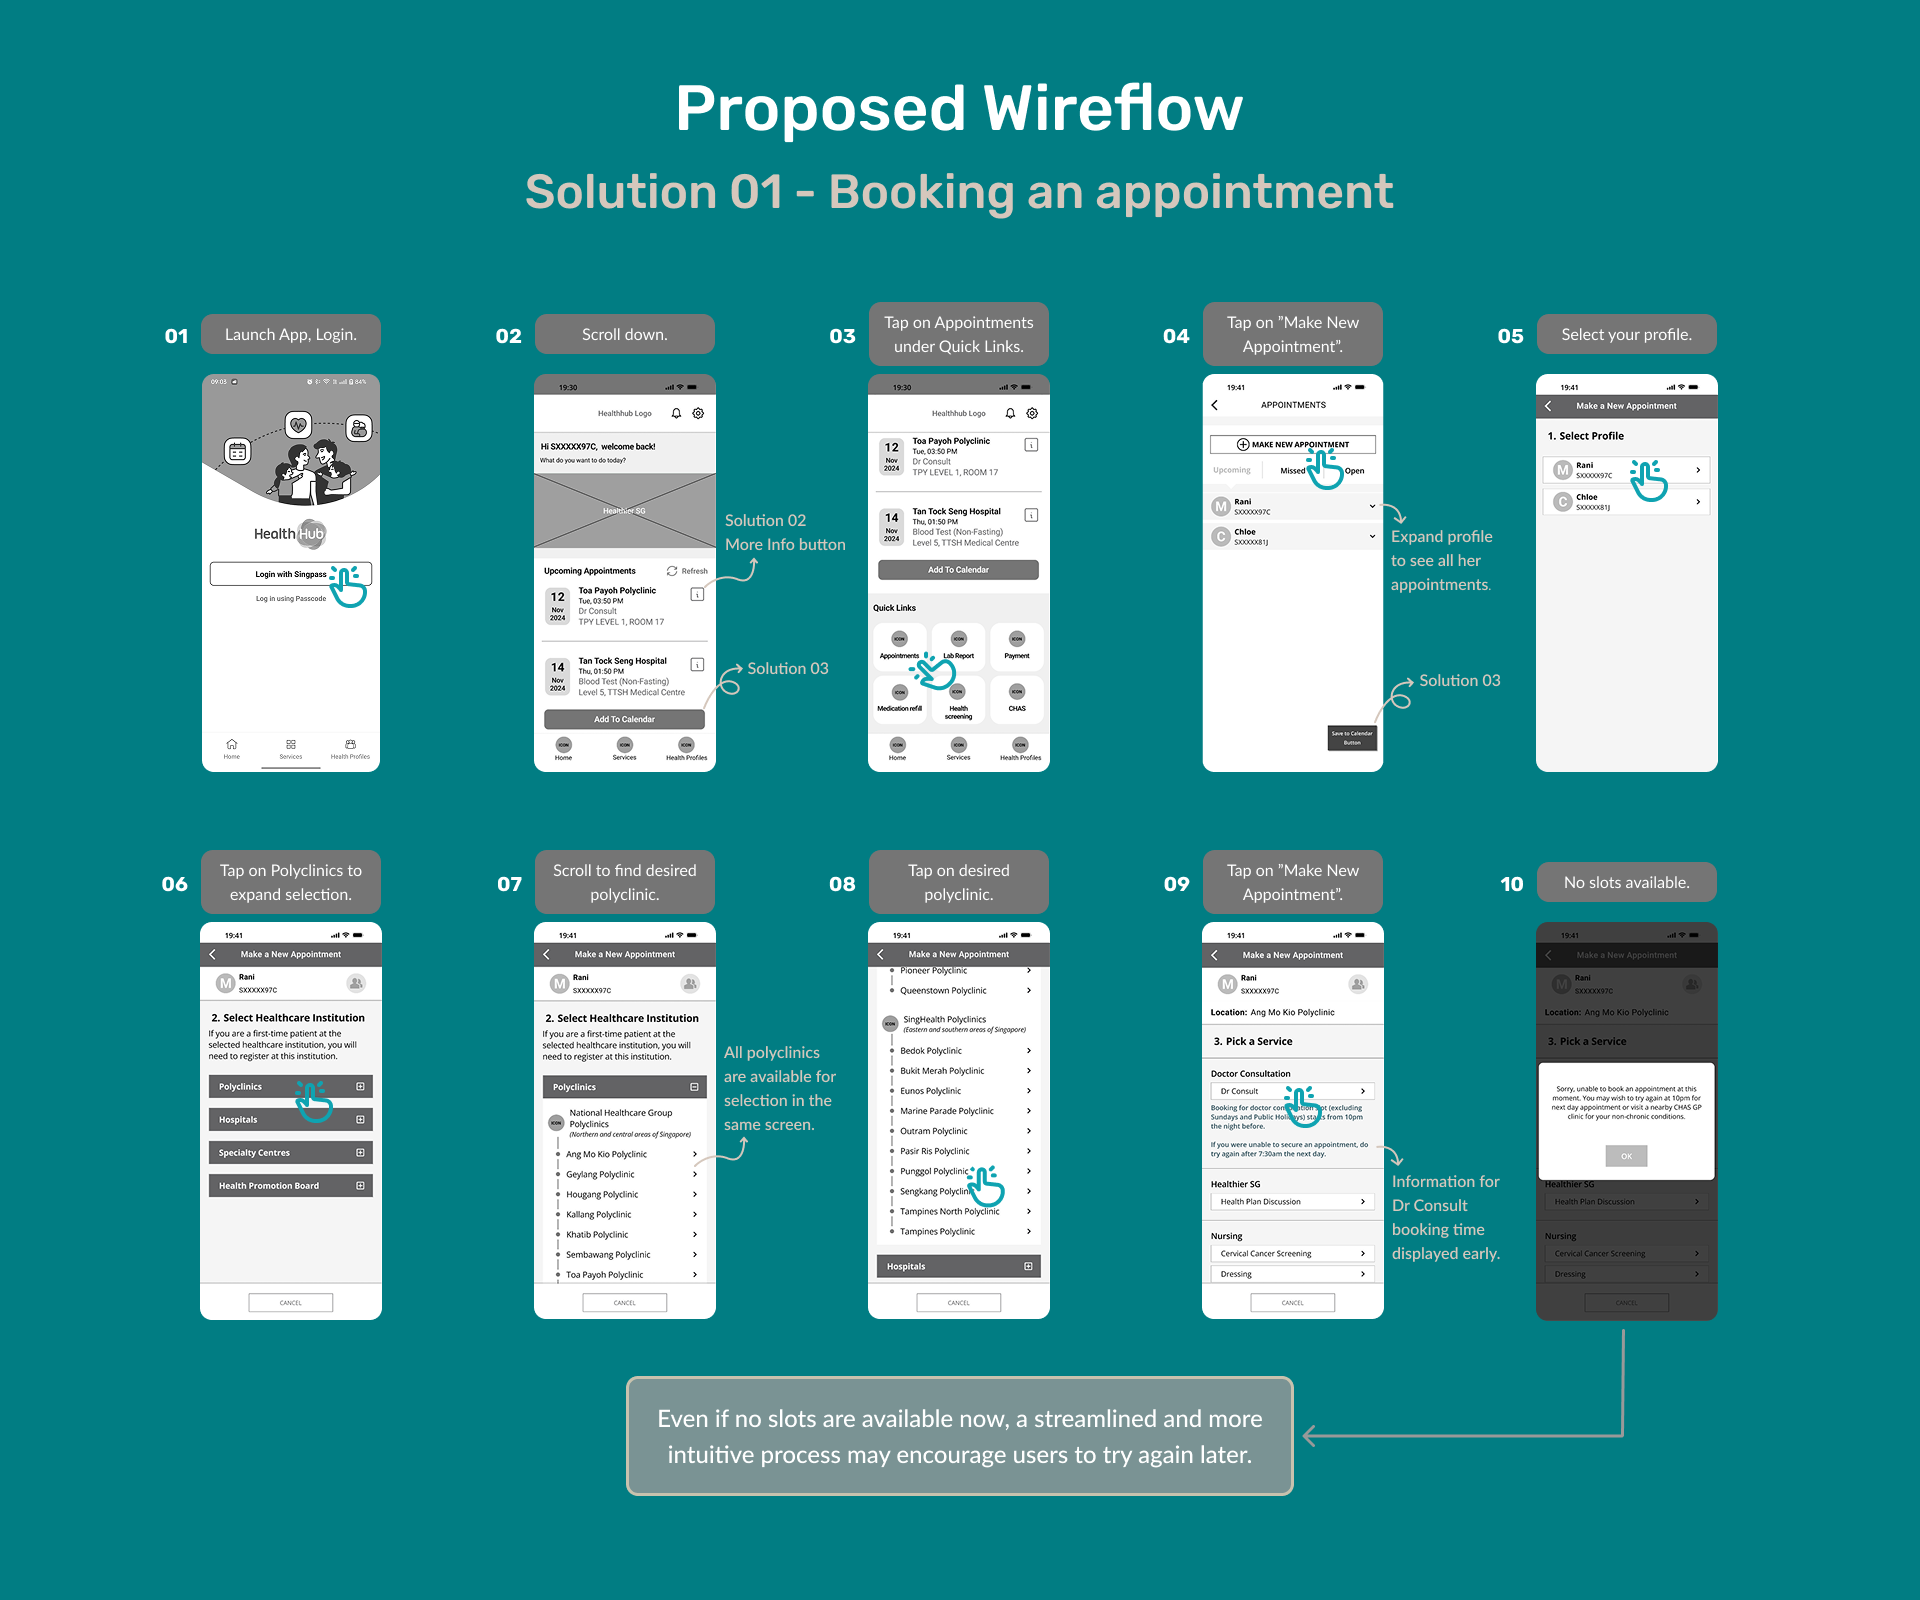 Proposed Wireflow
Solution 01 - Booking an appointment
01
Launch App, Login.
09:03
84%
Health Hub
Login with Singpass
Log in using Passcode
Home
Services
Health Profiles
02
Scroll down.
19:30
Healthhub Logo
Hi SXXXXX97C, welcome back!
What do you want to do today?
Healthier SG
Upcoming Appointments
Refresh
12
Nov
2024
Toa Payoh Polyclinic
Tue, 03:50 PM
Dr Consult
TPY LEVEL 1, ROOM 17
i
14
Nov
2024
Tan Tock Seng Hospital
Thu, 01:50 PM
Blood Test (Non-Fasting)
Level 5, TTSH Medical Centre
i
Add To Calendar
ICON
Home
ICON
Services
ICON
Health Profiles
Solution 02
More Info button
Solution 03
03
Tap on Appointments
under Quick Links.
19:30
Healthhub Logo
12
Nov
2024
Toa Payoh Polyclinic
Tue, 03:50 PM
Dr Consult
TPY LEVEL 1, ROOM 17
i
14
Nov
2024
Tan Tock Seng Hospital
Thu, 01:50 PM
Blood Test (Non-Fasting)
Level 5, TTSH Medical Centre
i
Add To Calendar
Quick Links
ICON
Appointments
ICON
Lab Report
ICON
Payment
ICON
Medication refill
ICON
Health
screening
ICON
CHAS
ICON
Home
ICON
Services
ICON
Health Profiles
04
Tap on ”Make New
Appointment”.
19:41
APPOINTMENTS
MAKE NEW APPOINTMENT
Upcoming
Missed
Open
M
Rani
SXXXXX97C
C
Chloe
SXXXXX81J
Save to Calendar
Button
Expand profile
to see all her
appointments.
Solution 03
05
Select your profile.
19:41
Make a New Appointment
1. Select Profile
M
Rani
SXXXXX97C
C
Chloe
SXXXXX81J
06
Tap on Polyclinics to
expand selection.
19:41
Make a New Appointment
M
Rani
SXXXXX97C
2. Select Healthcare Institution
If you are a first-time patient at the
selected healthcare institution, you will
need to register at this institution.
Polyclinics
Hospitals
Specialty Centres
Health Promotion Board
CANCEL
07
Scroll to find desired
polyclinic.
19:41
Make a New Appointment
M
Rani
SXXXXX97C
2. Select Healthcare Institution
If you are a first-time patient at the
selected healthcare institution, you will
need to register at this institution.
Polyclinics
ICON
National Healthcare Group
Polyclinics
(Northern and central areas of Singapore)
Ang Mo Kio Polyclinic
Geylang Polyclinic
Hougang Polyclinic
Kallang Polyclinic
Khatib Polyclinic
Sembawang Polyclinic
Toa Payoh Polyclinic
CANCEL
All polyclinics
are available for
selection in the
same screen.
08
Tap on desired
polyclinic.
19:41
Make a New Appointment
Pioneer Polyclinic
Queenstown Polyclinic
ICON
SingHealth Polyclinics
(Eastern and southern areas of Singapore)
Bedok Polyclinic
Bukit Merah Polyclinic
Eunos Polyclinic
Marine Parade Polyclinic
Outram Polyclinic
Pasir Ris Polyclinic
Punggol Polyclinic
Sengkang Polyclinic
Tampines North Polyclinic
Tampines Polyclinic
Hospitals
CANCEL
09
Tap on ”Make New
Appointment”.
19:41
Make a New Appointment
M
Rani
SXXXXX97C
Location: Ang Mo Kio Polyclinic
3. Pick a Service
Doctor Consultation
Dr Consult
Booking for doctor consultation slot (excluding
Sundays and Public Holidays) starts from 10pm
the night before.
If you were unable to secure an appointment, do
try again after 7:30am the next day.
Healthier SG
Health Plan Discussion
Nursing
Cervical Cancer Screening
Dressing
CANCEL
Information for
Dr Consult
booking time
displayed early.
10
No slots available.
19:41
Make a New Appointment
M
Rani
SXXXXX97C
Location: Ang Mo Kio Polyclinic
3. Pick a Service
Sorry, unable to book an appointment at this
moment. You may wish to try again at 10pm for
next day appointment or visit a nearby CHAS GP
clinic for your non-chronic conditions.
OK
Healthier SG
Health Plan Discussion
Nursing
Cervical Cancer Screening
Dressing
CANCEL
Even if no slots are available now, a streamlined and more
intuitive process may encourage users to try again later.